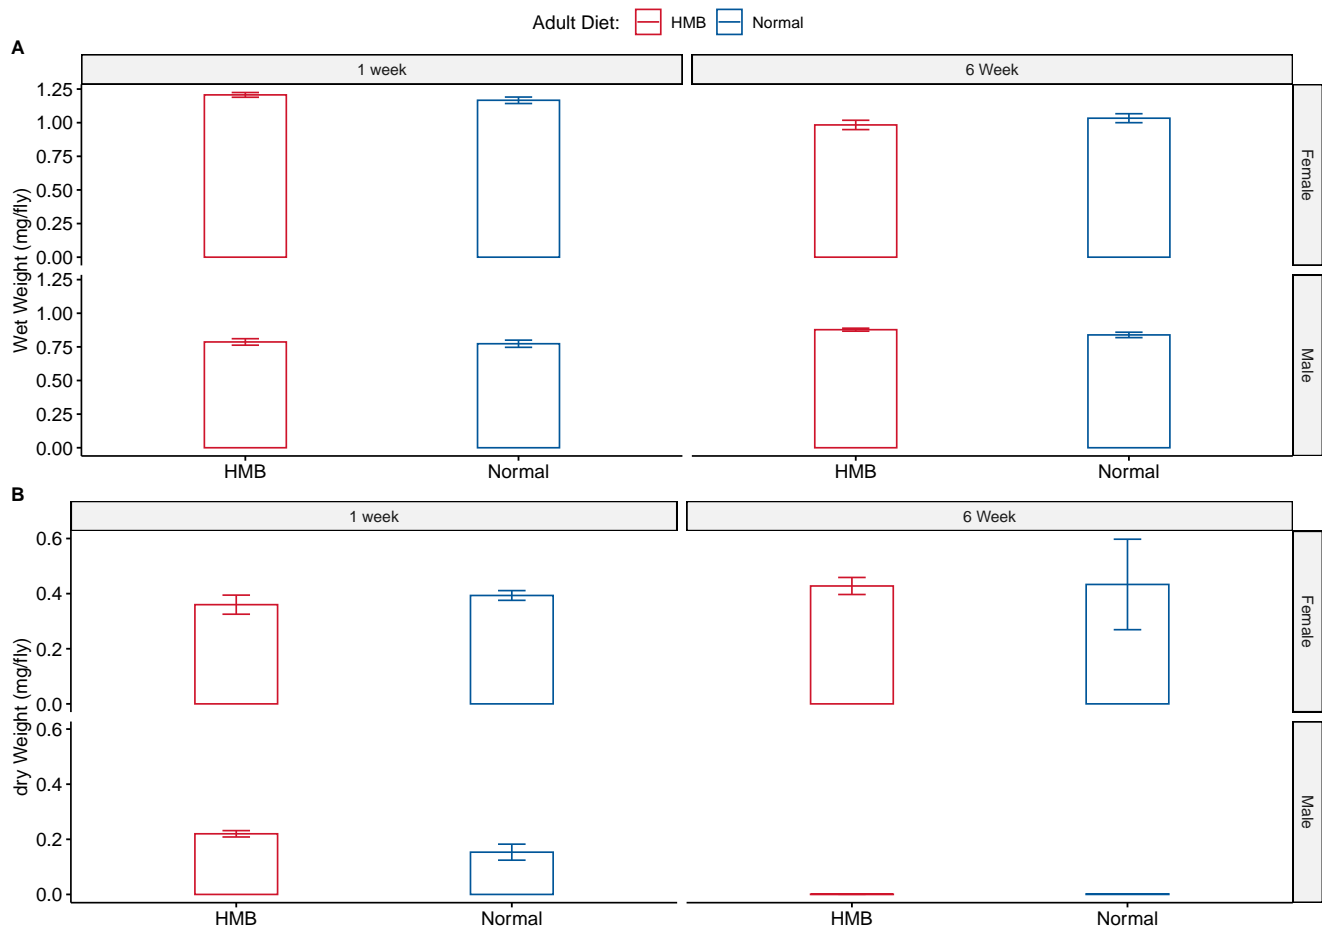 Adult Diet: HMB Normal
A
1 week 6 Week
Wet Weight (mg/fly)
1.25
1.00
0.75
0.50
0.25
0.00
Female
1.25
1.00
0.75
0.50
0.25
0.00
Male
HMB Normal HMB Normal
B
1 week 6 Week
dry Weight (mg/fly)
0.6
0.4
0.2
0.0
Female
0.6
0.4
0.2
0.0
Male
HMB Normal HMB Normal